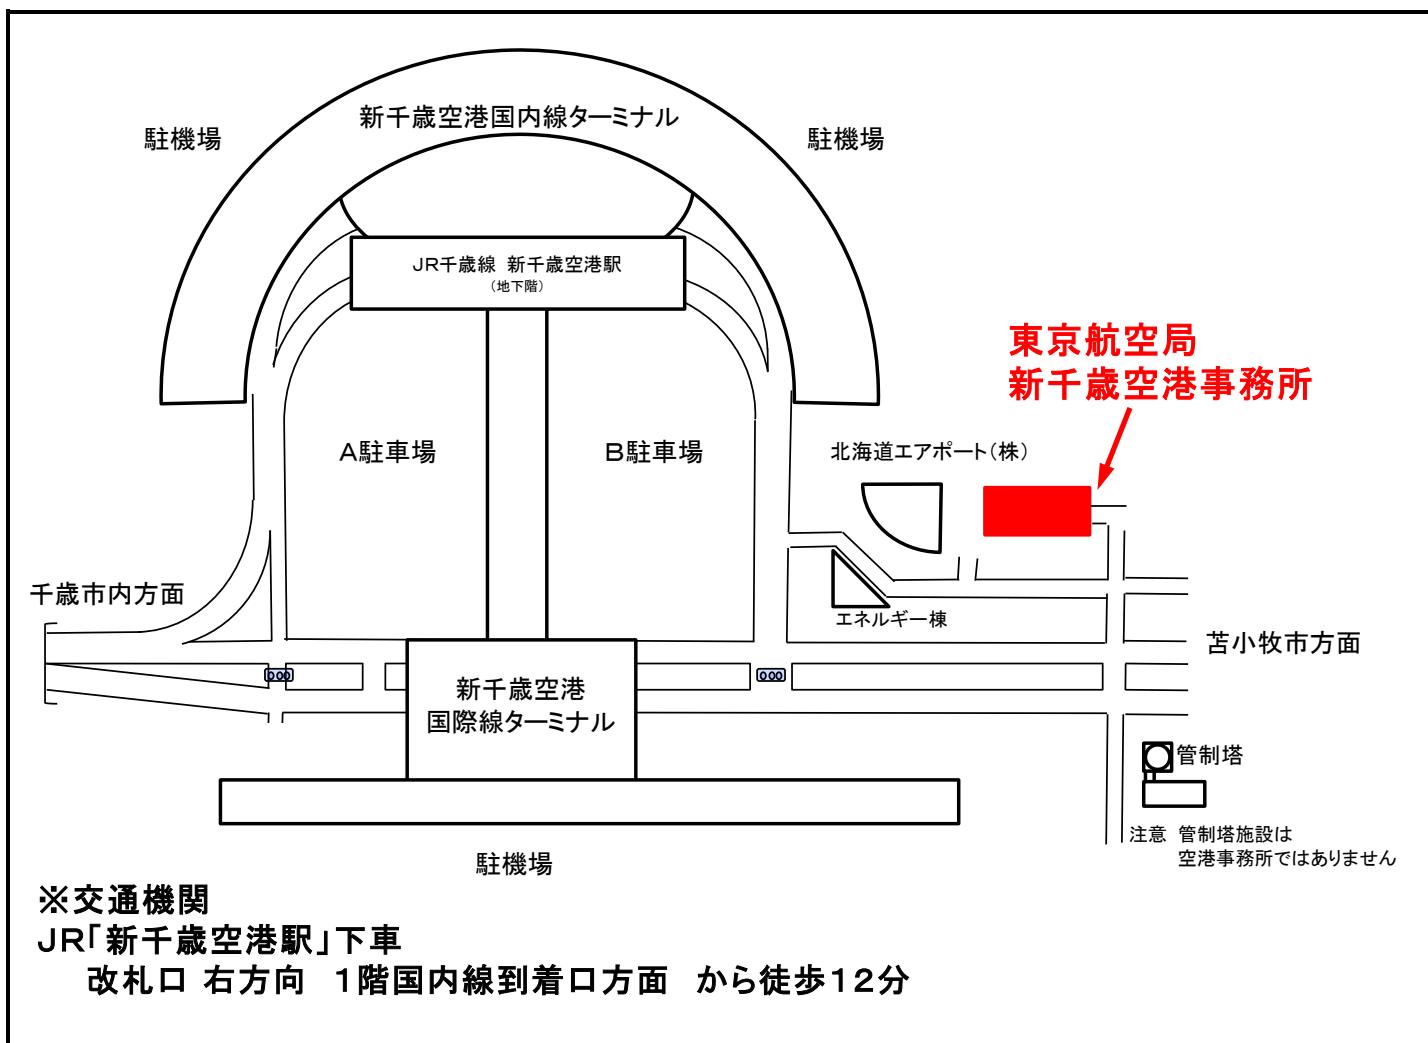 新千歳空港国内線ターミナル
駐機場
駐機場
JR千歳線 新千歳空港駅
(地下階)
東京航空局
新千歳空港事務所
A駐車場
B駐車場
北海道エアポート(株)
千歳市内方面
エネルギー棟
苫小牧市方面
新千歳空港
国際線ターミナル
管制塔
注意 管制塔施設は
空港事務所ではありません
駐機場
※交通機関
JR「新千歳空港駅」下車
改札口 右方向 1階国内線到着口方面 から徒歩12分